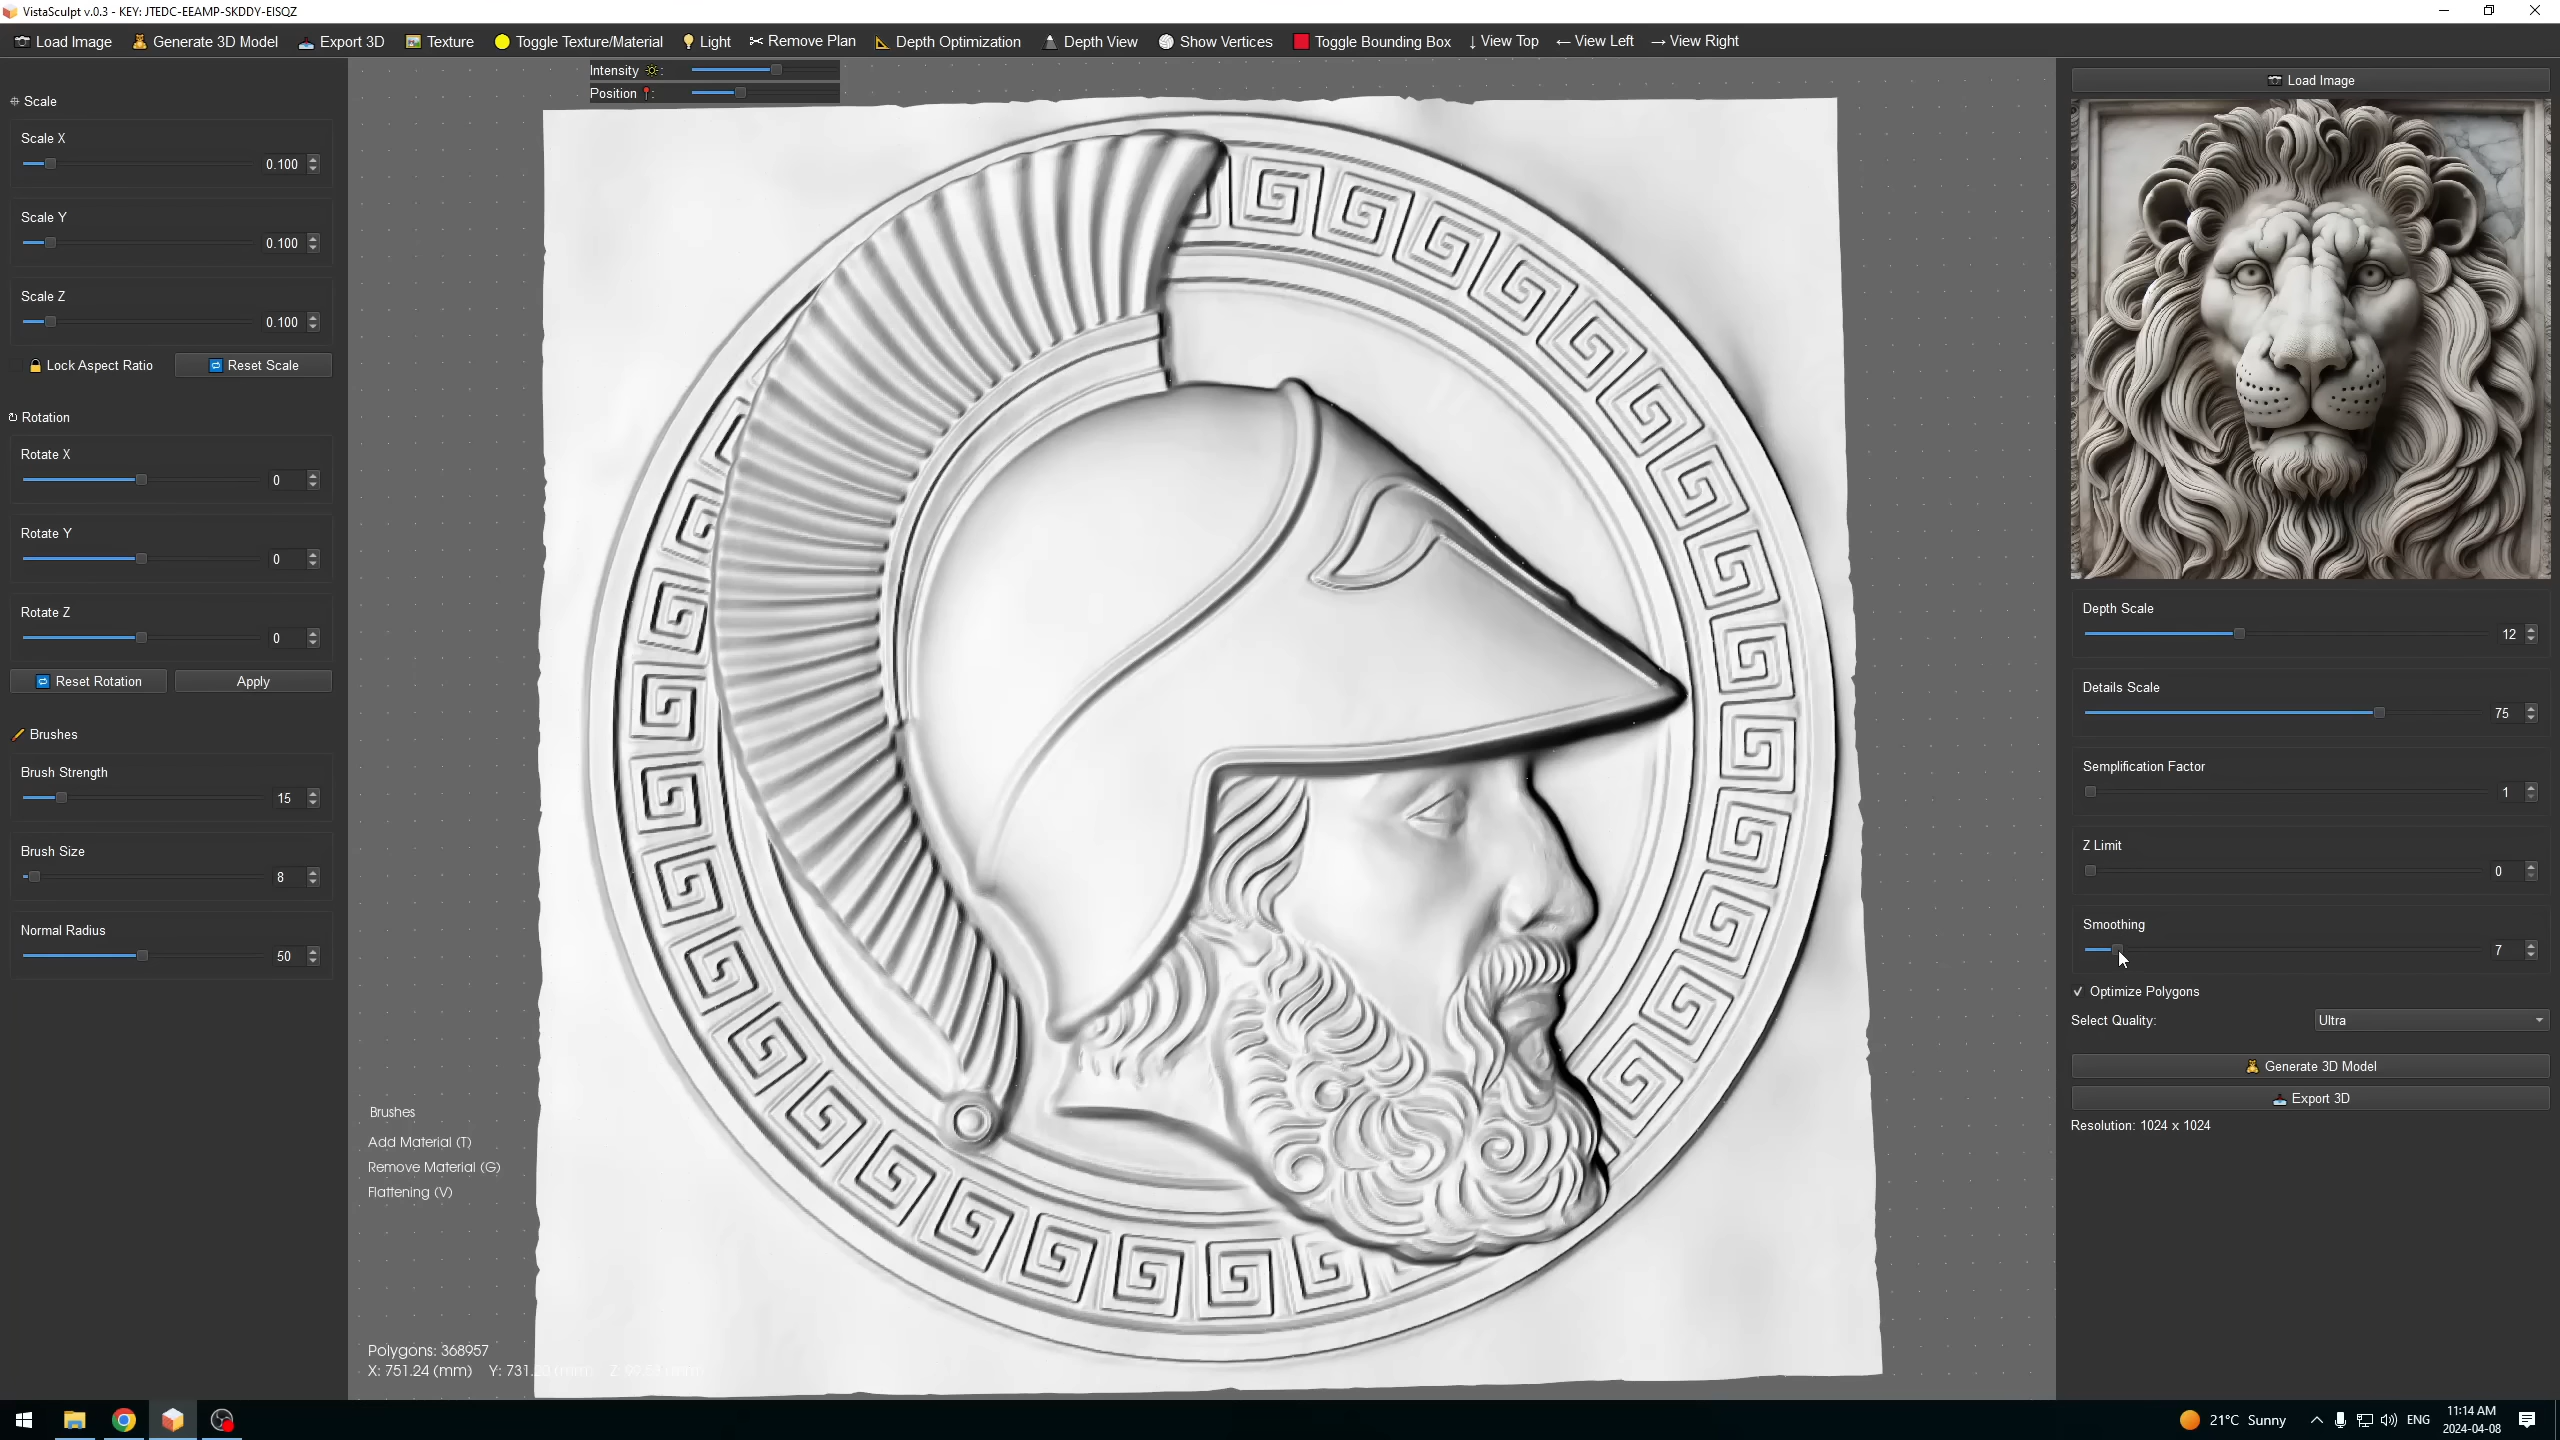 VistaSculpt v.0.3 - KEY: JTEDC-EEAMP-SKDDY-EISQZ
Load Image Generate 3D Model Export 3D Texture Toggle Texture/Material Light Remove Plan Depth Optimization Depth View Show Vertices Toggle Bounding Box ↓ View Top ← View Left → View Right
Intensity :
Position :
Scale
Scale X
0.100
Scale Y
0.100
Scale Z
0.100
Lock Aspect Ratio Reset Scale
Rotation
Rotate X
0
Rotate Y
0
Rotate Z
0
Reset Rotation Apply
Brushes
Brush Strength
15
Brush Size
8
Normal Radius
50
Brushes
Add Material (T)
Remove Material (G)
Flattening (V)
Polygons: 368957
X: 751.24 (mm) Y: 731.
Load Image
Depth Scale
12
Details Scale
75
Semplification Factor
1
Z Limit
0
Smoothing
7
Optimize Polygons
Select Quality: Ultra
Generate 3D Model
Export 3D
Resolution: 1024 x 1024
21°C Sunny
ENG
11:14 AM
2024-04-08